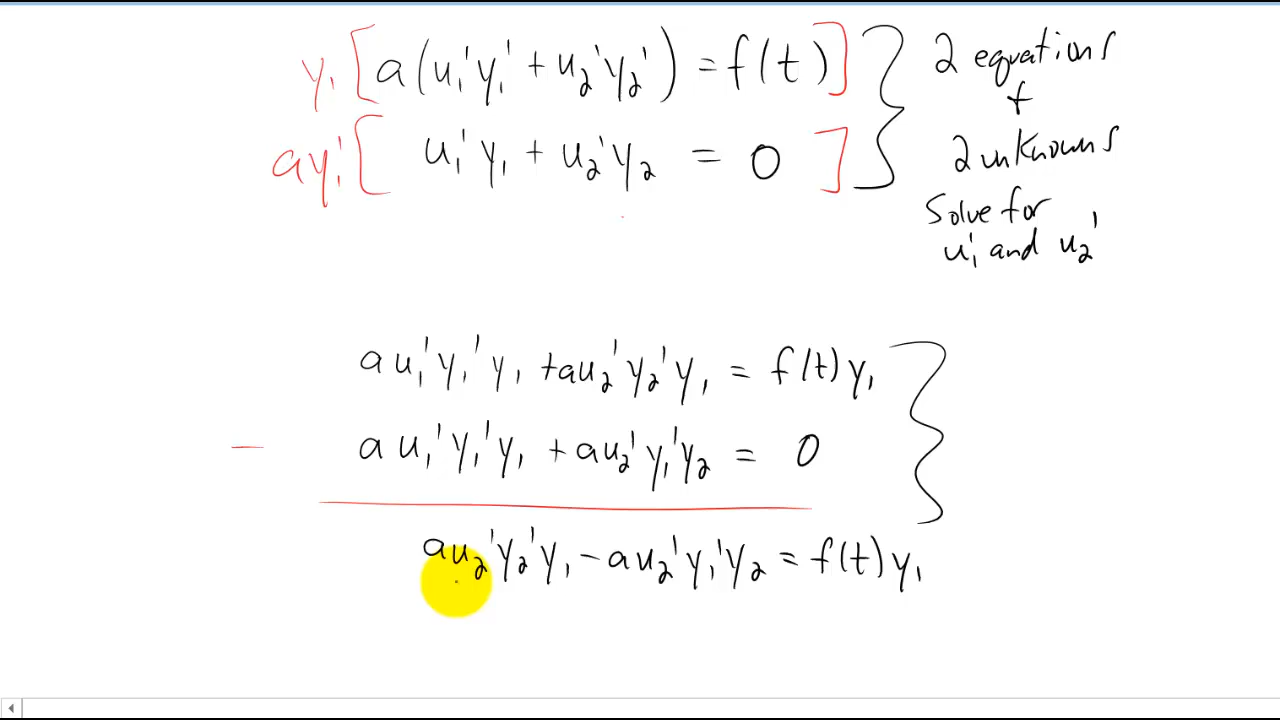 y₁[a(u₁'y₁' + u₂'y₂') = f(t)]
ay₁'[u₁'y₁ + u₂'y₂ = 0]
2 equations
+
2 unknowns
Solve for
u₁' and u₂'
au₁'y₁'y₁ + au₂'y₂'y₁ = f(t)y₁
− au₁'y₁'y₁ + au₂'y₁'y₂ = 0
au₂'y₂'y₁ − au₂'y₁'y₂ = f(t)y₁